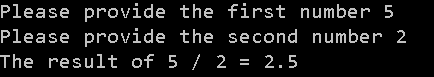 Please provide the first number 5
Please provide the second number 2
The result of 5 / 2 = 2.5